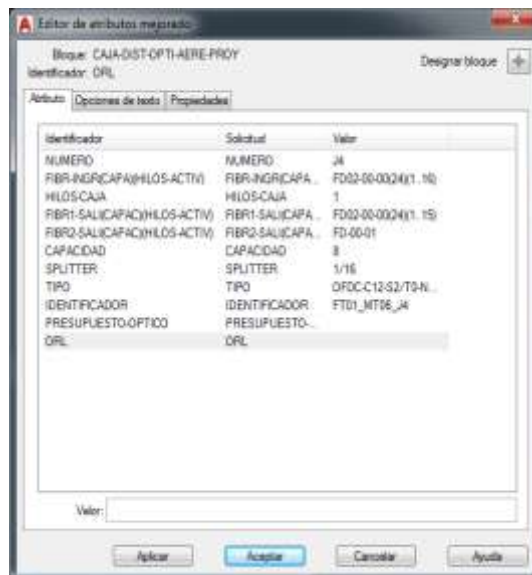 Editor de atributos mejorado
Bloque: CAJA-DIST-OPTI-AERE-PROY
Identificador: ORL
Designar bloque
Atributo Opciones de texto Propiedades
Identificador Solicitud Valor
NUMERO NUMERO J4
FIBR-INGR(CAPA)(HILOS-ACTIV) FIBR-INGR(CAPA... FD02-00-00(24)(1..16)
HILOS-CAJA HILOS-CAJA 1
FIBR1-SALI(CAPAC)(HILOS-ACTIV) FIBR1-SALI(CAPA... FD02-00-00(24)(1..15)
FIBR2-SALI(CAPAC)(HILOS-ACTIV) FIBR2-SALI(CAPA... FD-00-01
CAPACIDAD CAPACIDAD 8
SPLITTER SPLITTER 1/16
TIPO TIPO OFDC-C12-S2/T0-N...
IDENTIFICADOR IDENTIFICADOR FT01_MT06_J4
PRESUPUESTO-OPTICO PRESUPUESTO-...
ORL ORL
Valor:
Aplicar Aceptar Cancelar Ayuda